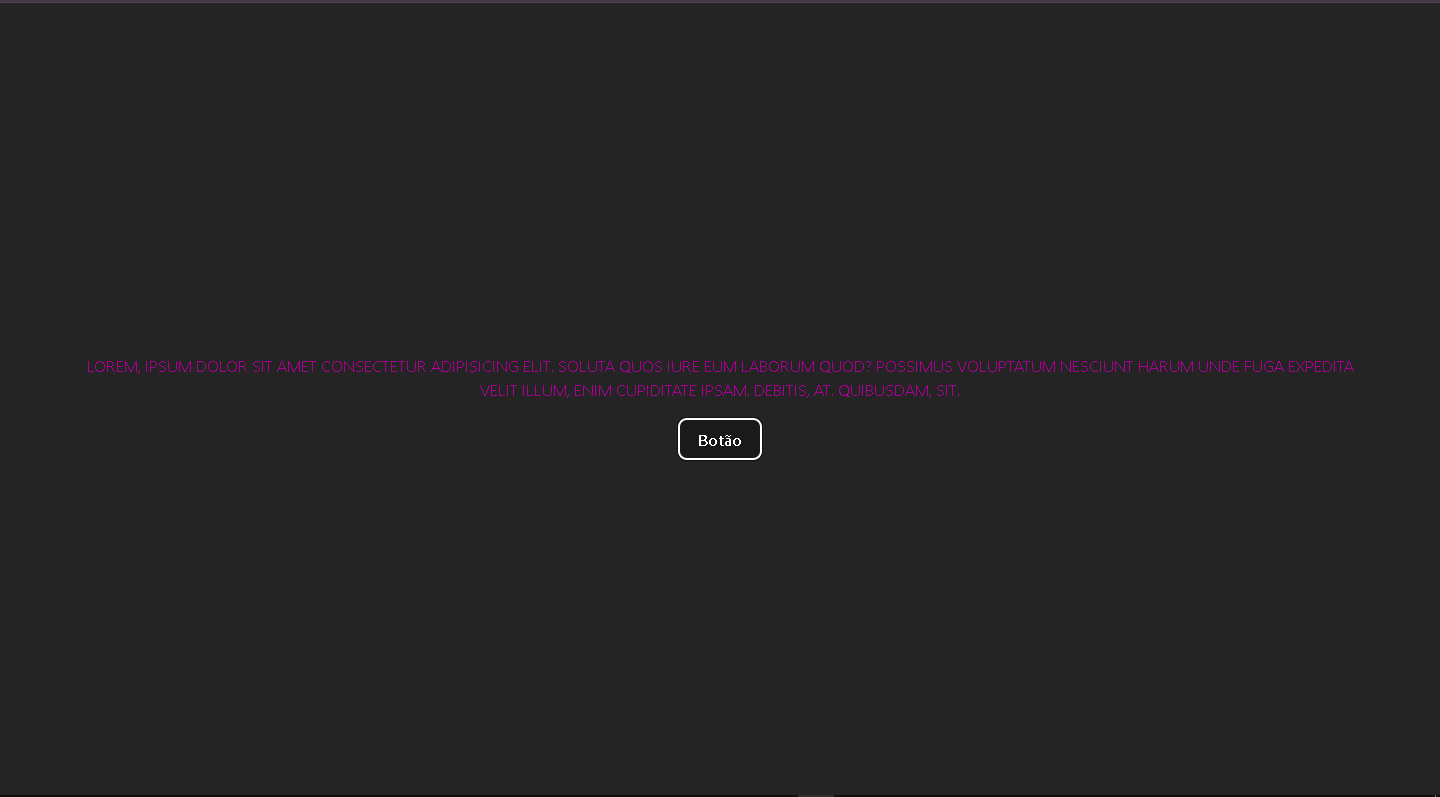 LOREM, IPSUM DOLOR SIT AMET CONSECTETUR ADIPISICING ELIT. SOLUTA QUOS IURE EUM LABORUM QUOD? POSSIMUS VOLUPTATUM NESCIUNT HARUM UNDE FUGA EXPEDITA
VELIT ILLUM, ENIM CUPIDITATE IPSAM. DEBITIS, AT. QUIBUSDAM, SIT.
Botão